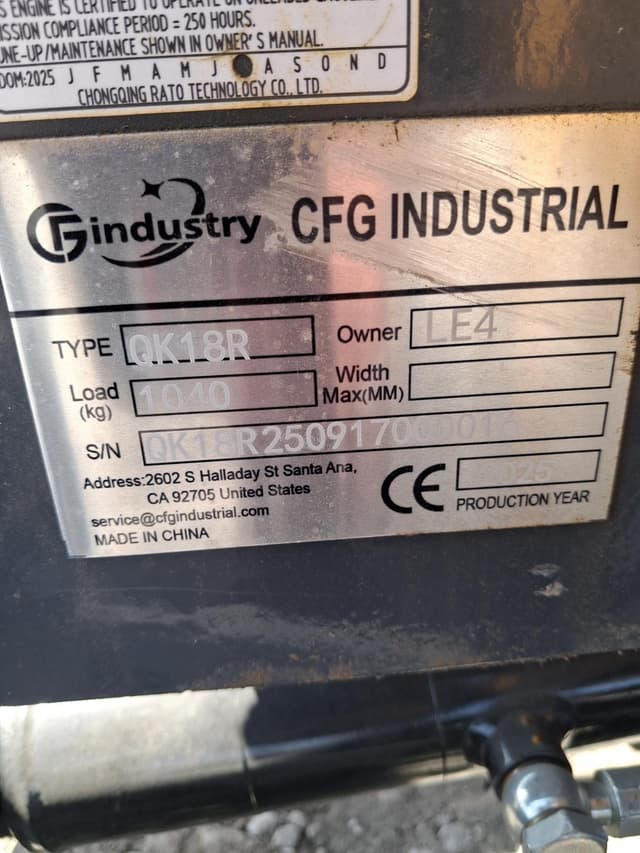 S ENGINE IS CERTIFIED TO OPERATE ON UNLEADED
ISSION COMPLIANCE PERIOD = 250 HOURS.
UNE-UP/MAINTENANCE SHOWN IN OWNER'S MANUAL.
DOM:2025 J F M A M J A S O N D
CHONGQING RATO TECHNOLOGY CO., LTD.
CFG industry CFG INDUSTRIAL
TYPE QK18R Owner LE4
Load (kg) 1040 Width Max(MM)
S/N QK18R250917000016
Address:2602 S Halladay St Santa Ana,
CA 92705 United States
service@cfgindustrial.com
MADE IN CHINA
CE 2025
PRODUCTION YEAR